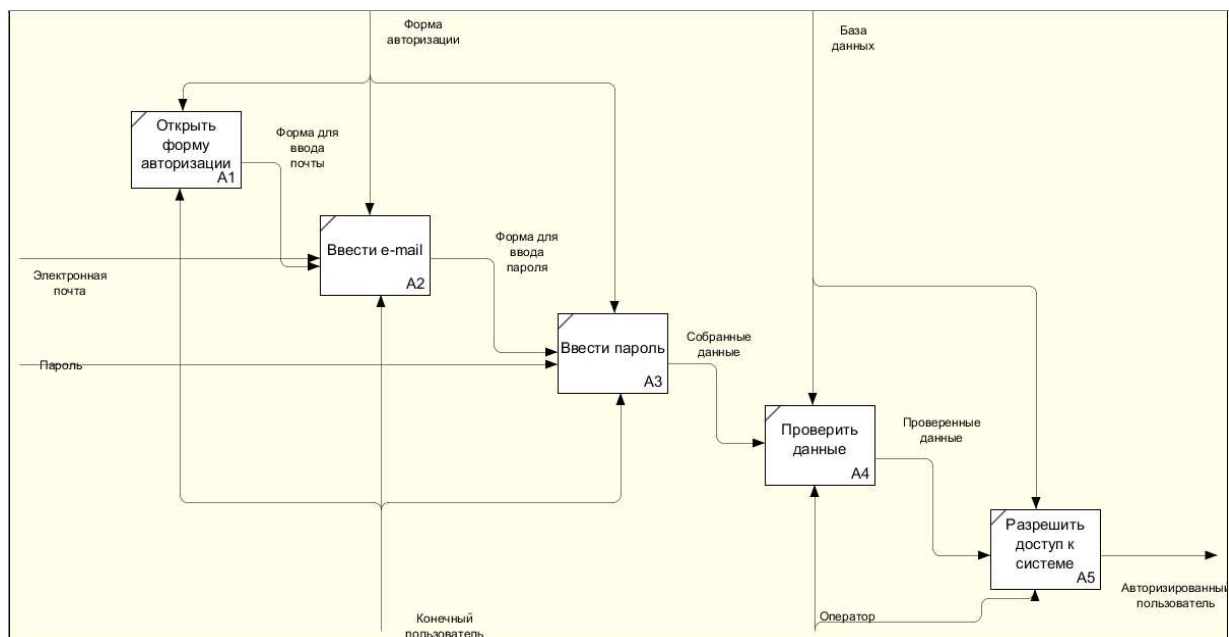 Форма
авторизации
База
данных
Открыть
форму
авторизации
A1
Форма для
ввода
почты
Ввести e-mail
A2
Форма для
ввода
пароля
Электронная
почта
Ввести пароль
A3
Собранные
данные
Пароль
Проверить
данные
A4
Проверенные
данные
Разрешить
доступ к
системе
A5
Авторизированный
пользователь
Конечный
пользователь
Оператор